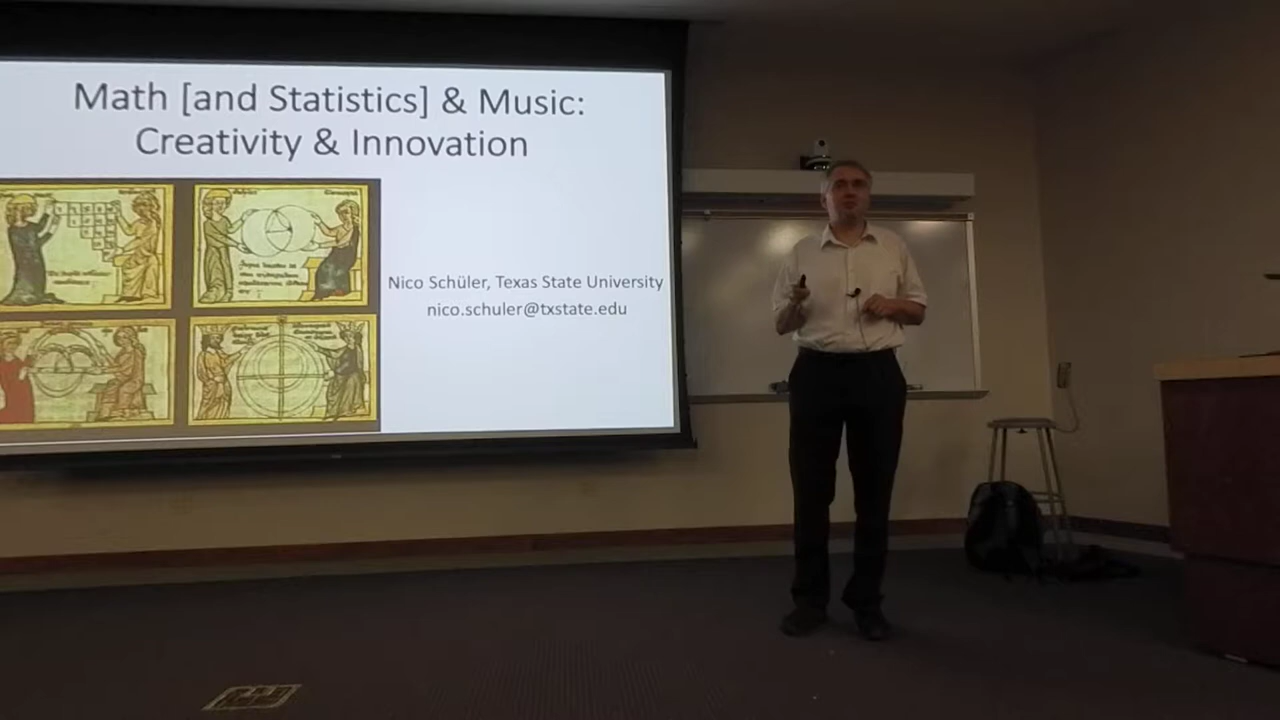 Math [and Statistics] & Music:
Creativity & Innovation
Nico Schüler, Texas State University
nico.schuler@txstate.edu